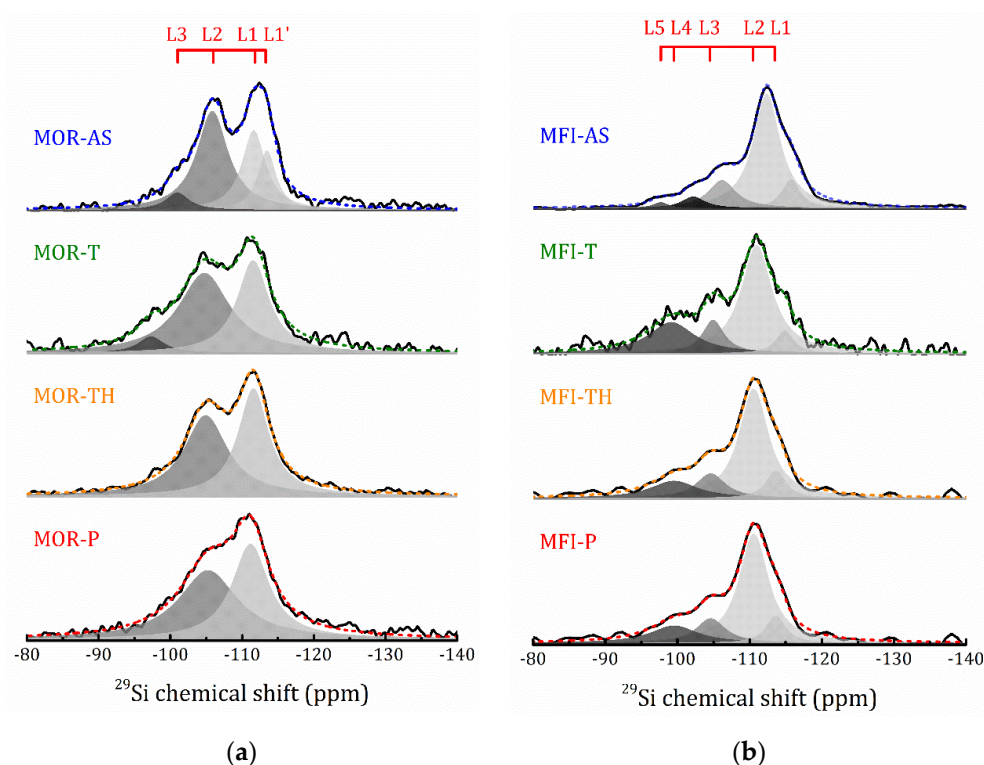 L3 L2 L1 L1'
MOR-AS
MOR-T
MOR-TH
MOR-P
-80 -90 -100 -110 -120 -130 -140
²⁹Si chemical shift (ppm)
(a)
L5 L4 L3 L2 L1
MFI-AS
MFI-T
MFI-TH
MFI-P
-80 -90 -100 -110 -120 -130 -140
²⁹Si chemical shift (ppm)
(b)